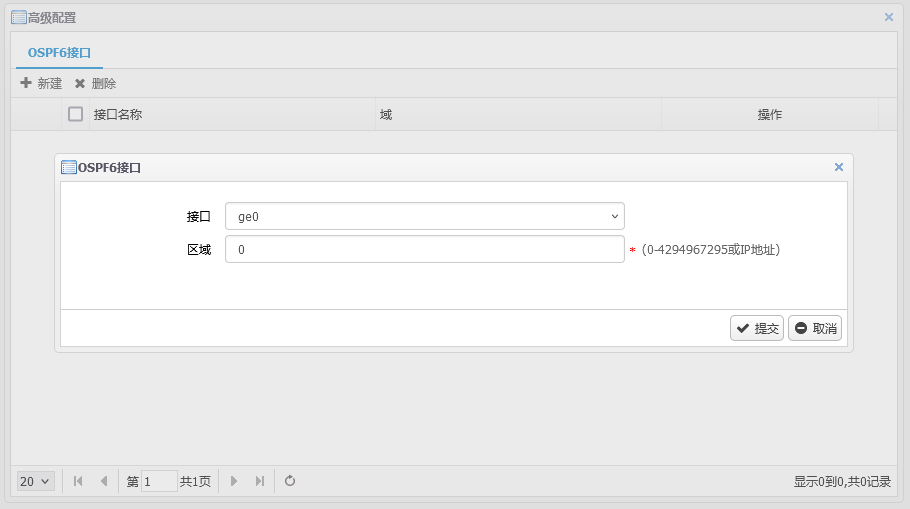 高级配置
OSPF6接口
新建 删除
接口名称 域 操作
OSPF6接口
接口 ge0
区域 0 * (0-4294967295或IP地址)
提交 取消
20 第 1 共1页 显示0到0,共0记录